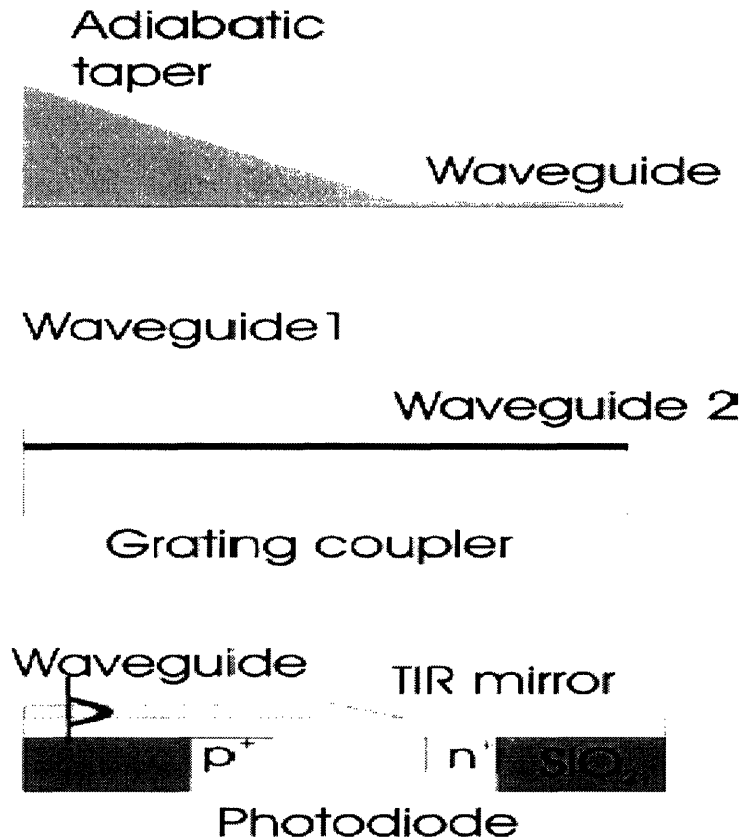 Adiabatic
taper
Waveguide
Waveguide1
Waveguide 2
Grating coupler
Waveguide
TIR mirror
p⁺ n⁺ SiO₂
Photodiode